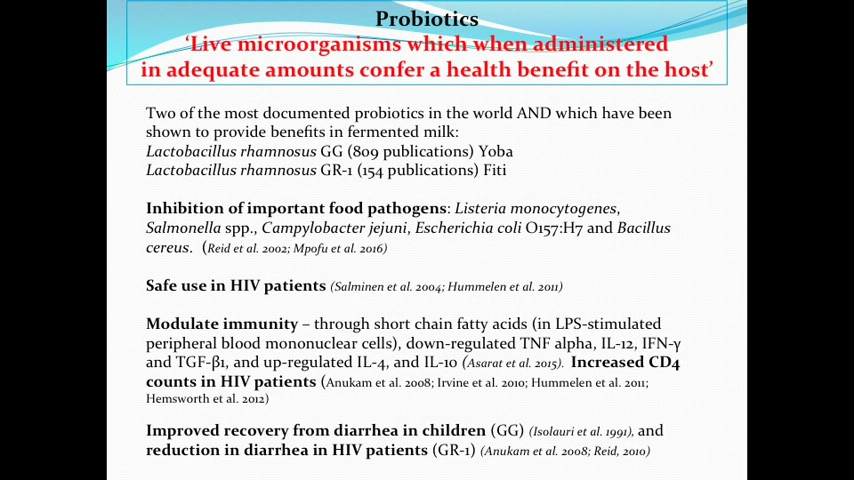 Probiotics
‘Live microorganisms which when administered
in adequate amounts confer a health benefit on the host’
Two of the most documented probiotics in the world AND which have been
shown to provide benefits in fermented milk:
Lactobacillus rhamnosus GG (809 publications) Yoba
Lactobacillus rhamnosus GR-1 (154 publications) Fiti
Inhibition of important food pathogens: Listeria monocytogenes,
Salmonella spp., Campylobacter jejuni, Escherichia coli O157:H7 and Bacillus
cereus. (Reid et al. 2002; Mpofu et al. 2016)
Safe use in HIV patients (Salminen et al. 2004; Hummelen et al. 2011)
Modulate immunity – through short chain fatty acids (in LPS-stimulated
peripheral blood mononuclear cells), down-regulated TNF alpha, IL-12, IFN-γ
and TGF-β1, and up-regulated IL-4, and IL-10 (Asarat et al. 2015). Increased CD4
counts in HIV patients (Anukam et al. 2008; Irvine et al. 2010; Hummelen et al. 2011;
Hemsworth et al. 2012)
Improved recovery from diarrhea in children (GG) (Isolauri et al. 1991), and
reduction in diarrhea in HIV patients (GR-1) (Anukam et al. 2008; Reid, 2010)